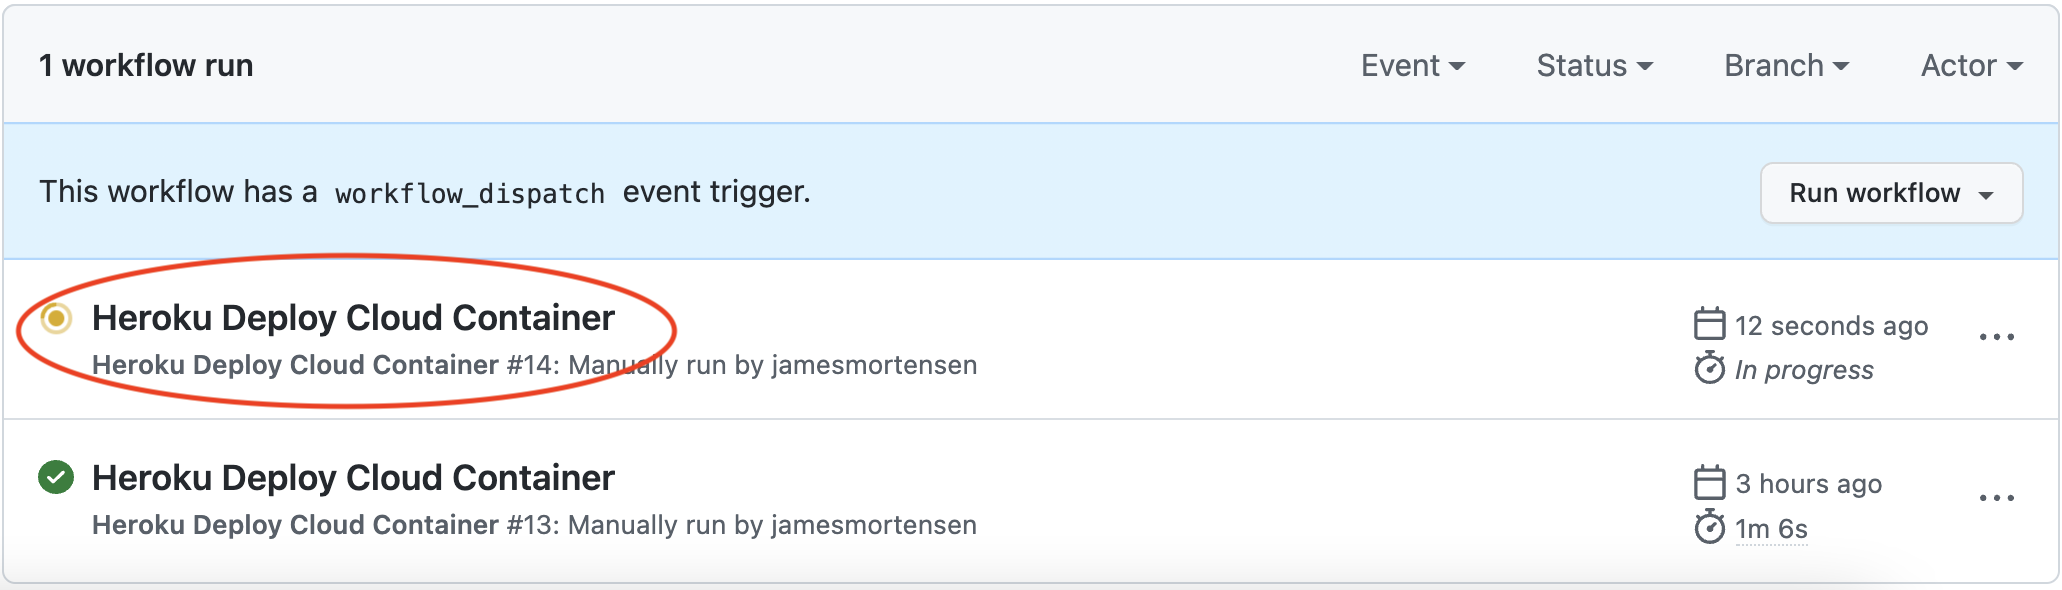 1 workflow run
Event Status Branch Actor
This workflow has a workflow_dispatch event trigger.
Run workflow
Heroku Deploy Cloud Container
Heroku Deploy Cloud Container #14: Manually run by jamesmortensen
12 seconds ago
In progress
Heroku Deploy Cloud Container
Heroku Deploy Cloud Container #13: Manually run by jamesmortensen
3 hours ago
1m 6s